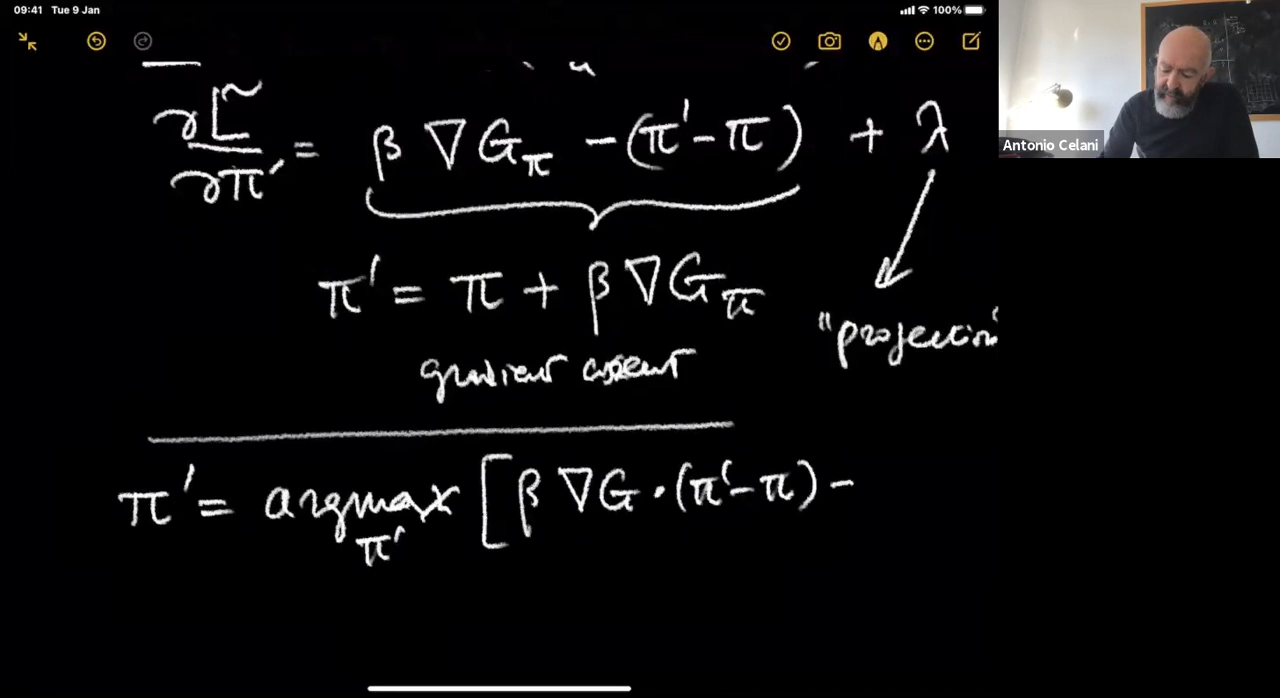 09:41 Tue 9 Jan 100%
Antonio Celani
∂L̃/∂π' = β ∇G_π - (π' - π) + λ
π' = π + β ∇G_π
"projection"
gradient ascent
π' = argmax_π' [β ∇G · (π' - π) -